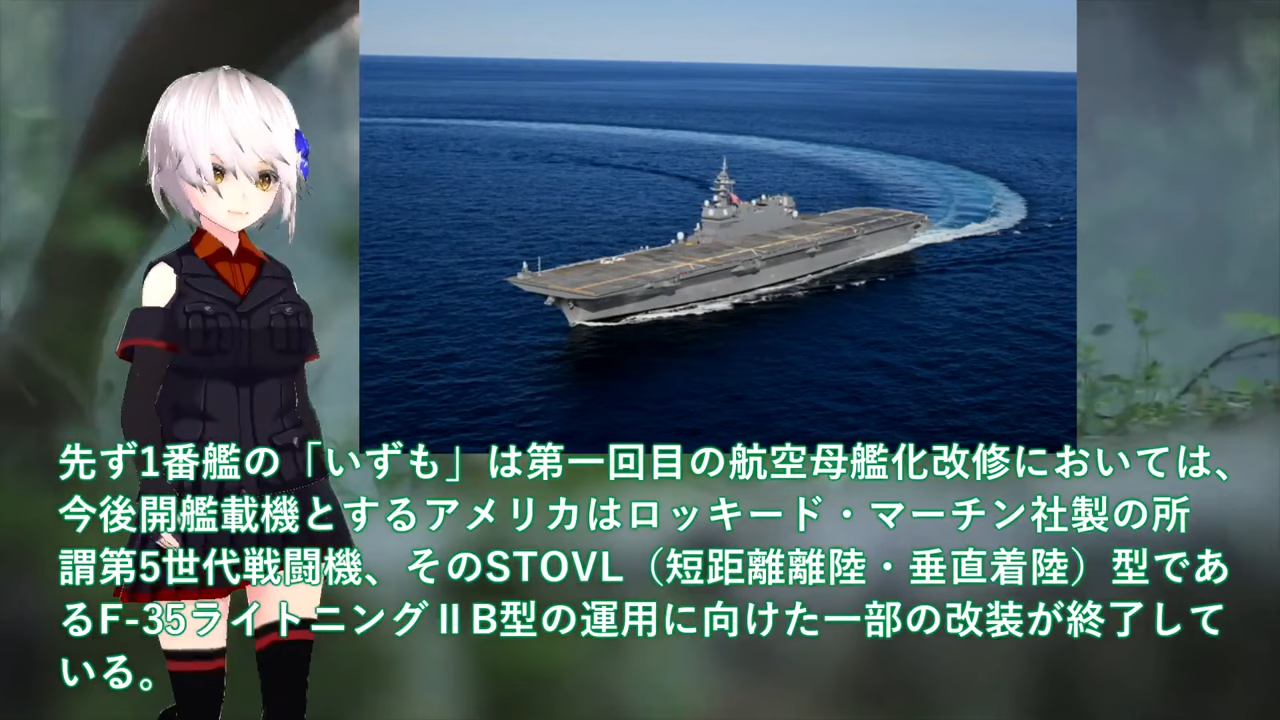 先ず1番艦の「いずも」は第一回目の航空母艦化改修においては、
今後開艦載機とするアメリカはロッキード・マーチン社製の所
謂第5世代戦闘機、そのSTOVL（短距離離陸・垂直着陸）型であ
るF-35ライトニングⅡB型の運用に向けた一部の改装が終了して
いる。